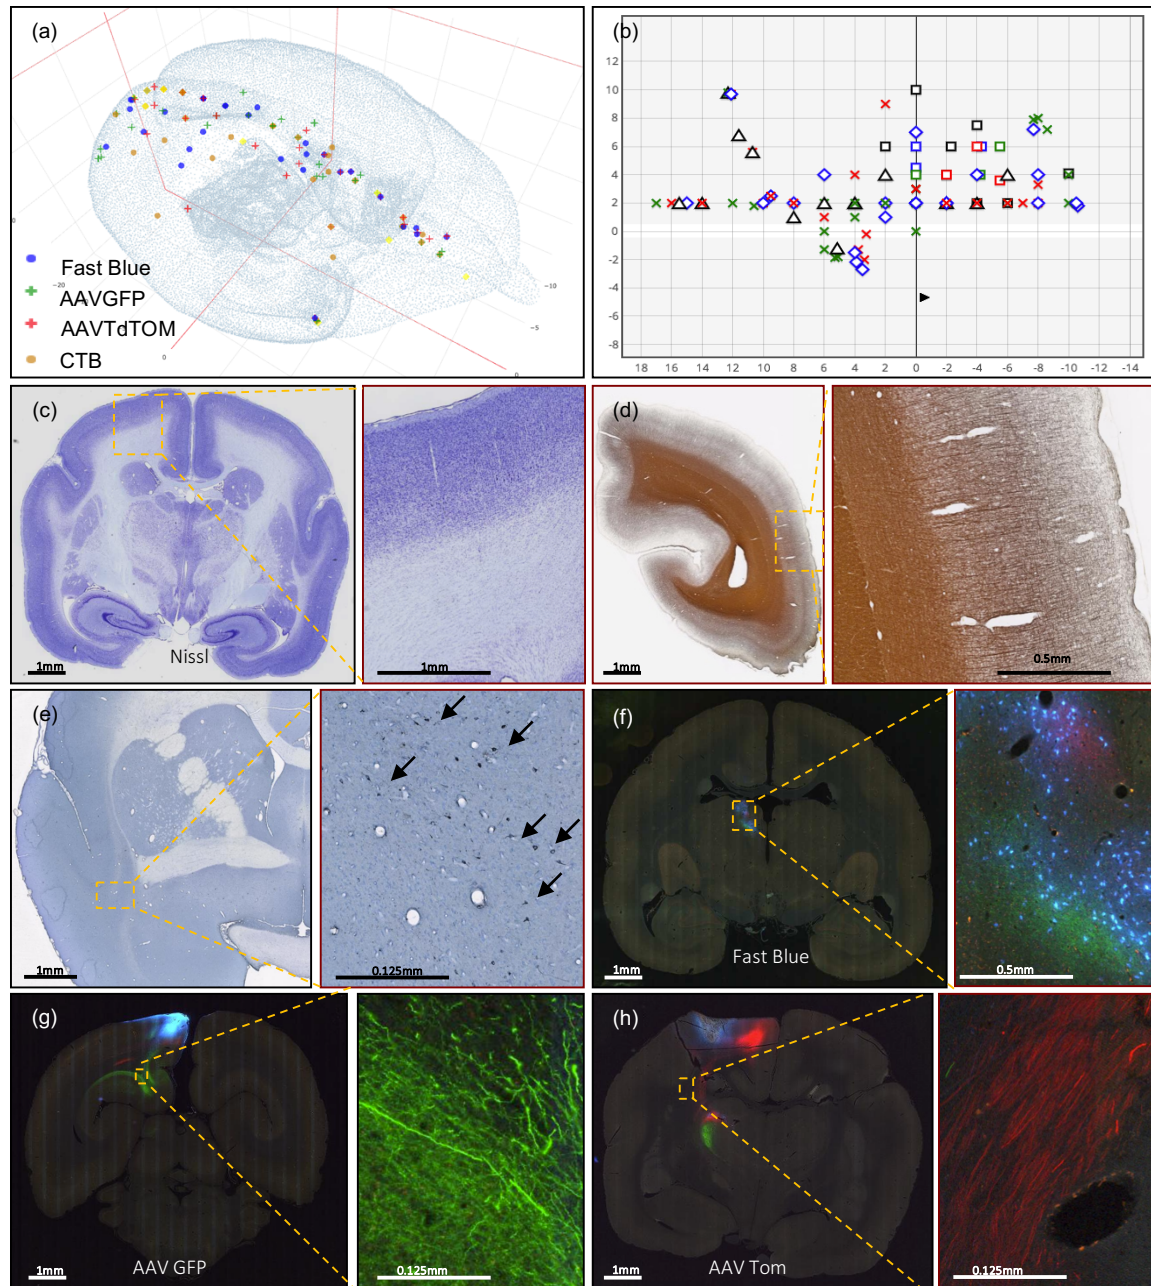 (a)
0
-20
-10
-5
0
0
Fast Blue
AAVGFP
AAVTdTOM
CTB
(b)
12
10
8
6
4
2
0
-2
-4
-6
-8
18 16 14 12 10 8 6 4 2 0 -2 -4 -6 -8 -10 -12 -14
(c)
Nissl
1mm
1mm
(d)
1mm
0.5mm
(e)
1mm
0.125mm
(f)
Fast Blue
1mm
0.5mm
(g)
AAV GFP
1mm
0.125mm
(h)
AAV Tom
1mm
0.125mm